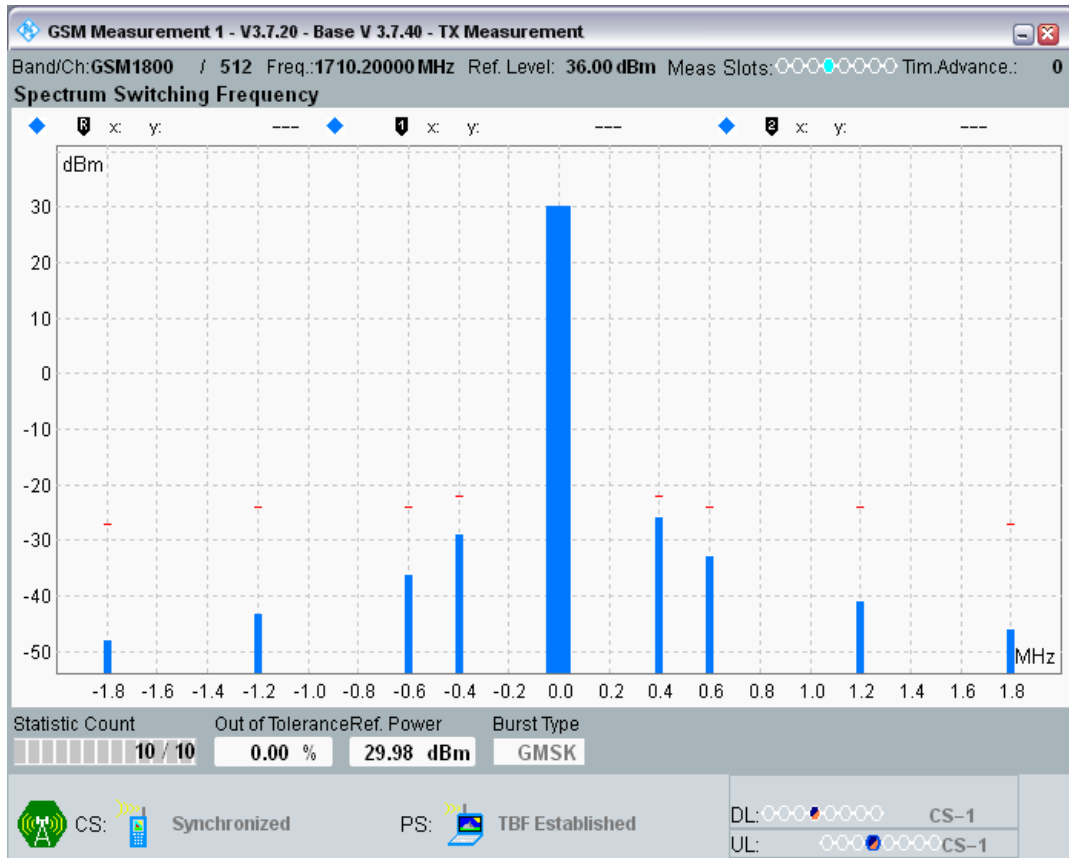 GSM Measurement 1 - V3.7.20 - Base V 3.7.40 - TX Measurement
Band/Ch:GSM1800 / 512 Freq.:1710.20000 MHz Ref. Level: 36.00 dBm Meas Slots: Tim.Advance.: 0
Spectrum Switching Frequency
R x: y: --- 1 x: y: --- 2 x: y: ---
dBm
30
20
10
0
-10
-20
-30
-40
-50
MHz
-1.8 -1.6 -1.4 -1.2 -1.0 -0.8 -0.6 -0.4 -0.2 0.0 0.2 0.4 0.6 0.8 1.0 1.2 1.4 1.6 1.8
Statistic Count Out of Tolerance Ref. Power Burst Type
10 / 10 0.00 % 29.98 dBm GMSK
CS: Synchronized PS: TBF Established DL: CS-1
UL: CS-1